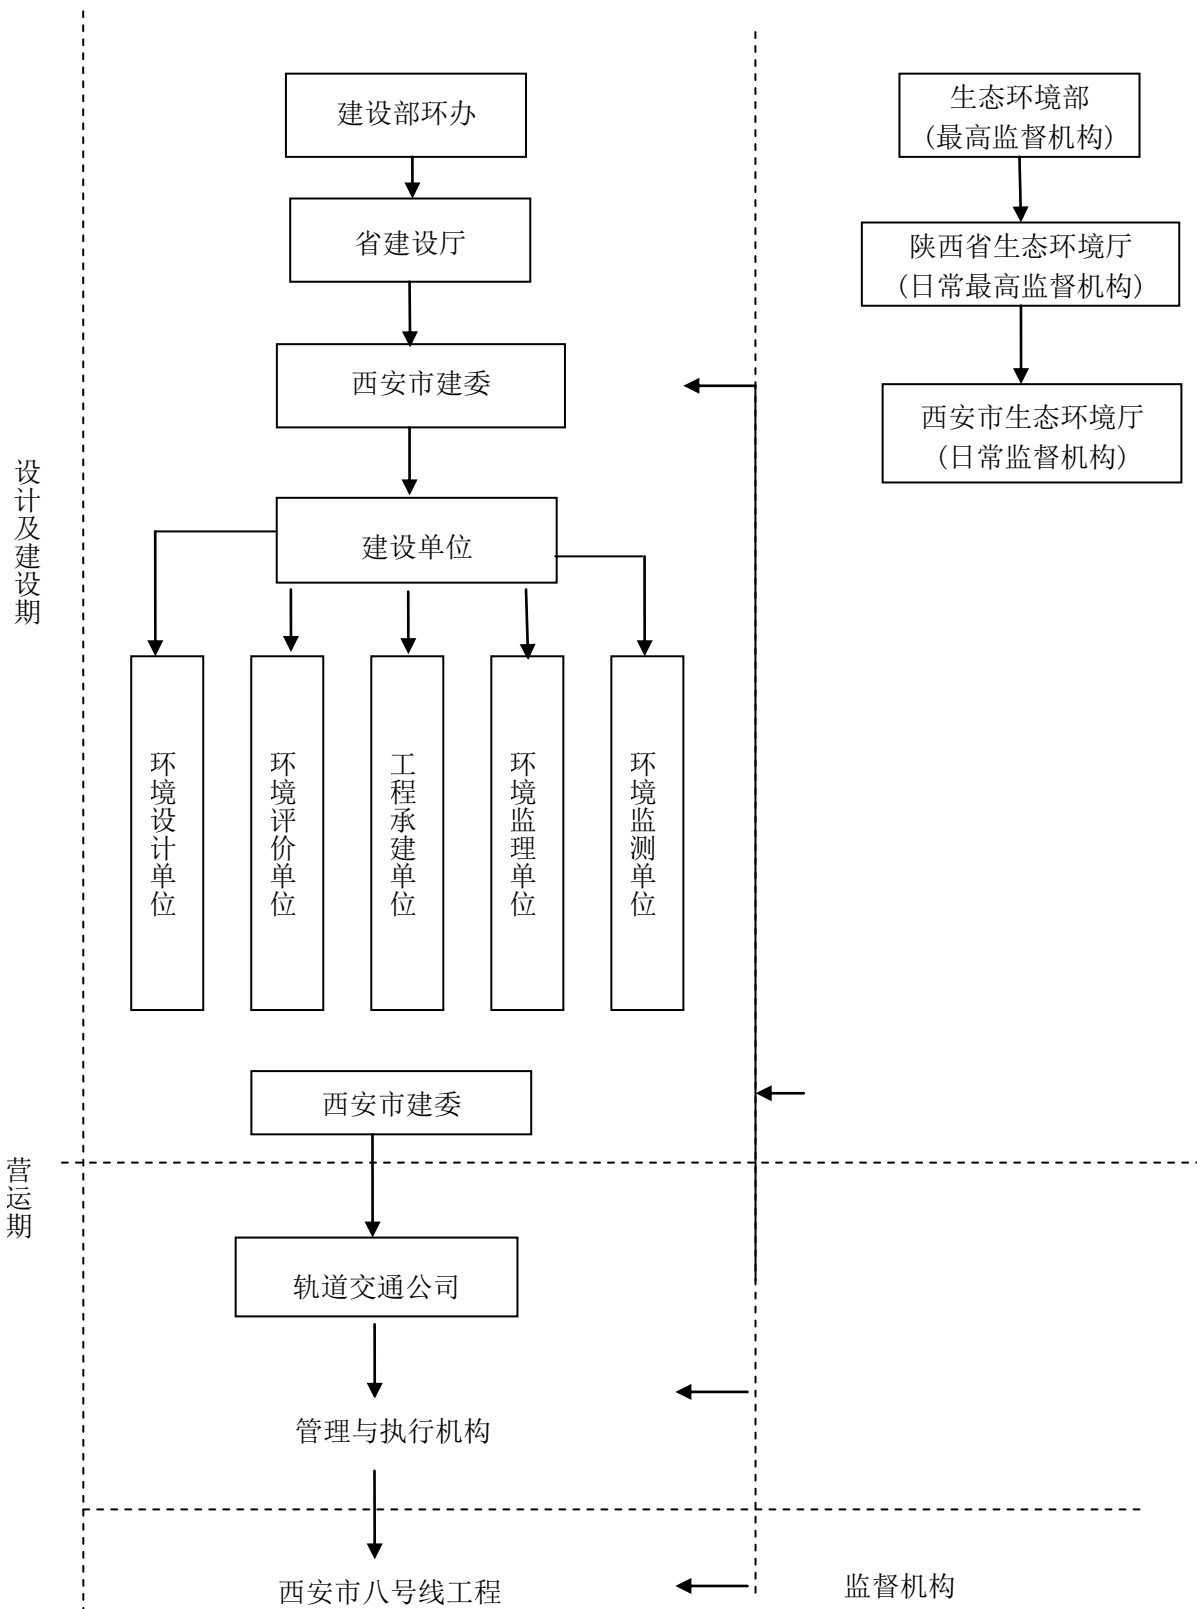 建设部环办
生态环境部
(最高监督机构)
省建设厅
陕西省生态环境厅
(日常最高监督机构)
西安市建委
西安市生态环境厅
(日常监督机构)
设计及建设期
建设单位
环境设计单位
环境评价单位
工程承建单位
环境监理单位
环境监测单位
西安市建委
营运期
轨道交通公司
管理与执行机构
西安市八号线工程
监督机构